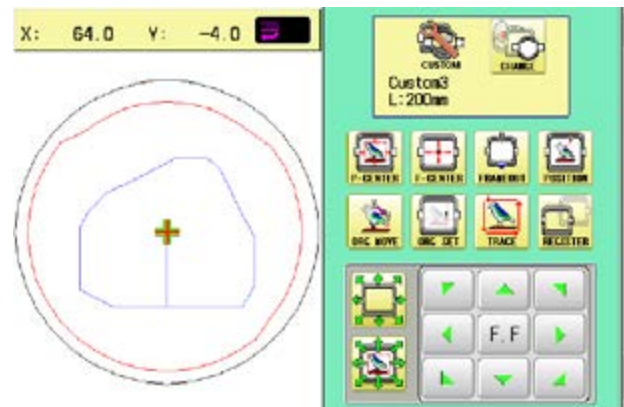 X: 64.0 Y: -4.0
CUSTOM
CHANGE
Custom3
L:200mm
P-CENTER F-CENTER FRAMEOUT POSITION
ORG MOVE ORG SET TRACE REGISTER
F.F